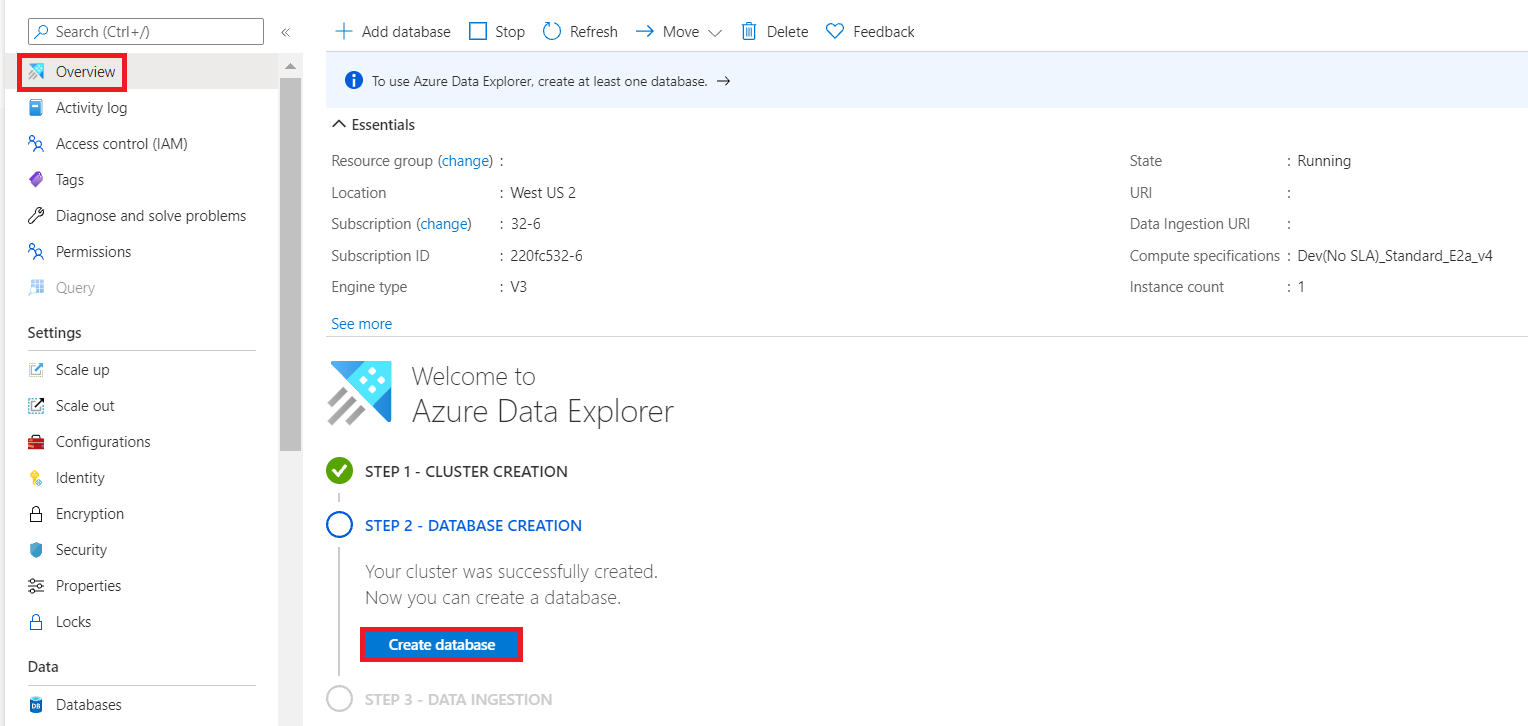 Search (Ctrl+/)
«
Overview
Activity log
Access control (IAM)
Tags
Diagnose and solve problems
Permissions
Query
Settings
Scale up
Scale out
Configurations
Identity
Encryption
Security
Properties
Locks
Data
Databases
Add database Stop Refresh Move Delete Feedback
To use Azure Data Explorer, create at least one database. →
Essentials
Resource group (change) :
Location : West US 2
Subscription (change) : 32-6
Subscription ID : 220fc532-6
Engine type : V3
See more
State : Running
URI :
Data Ingestion URI :
Compute specifications : Dev(No SLA)_Standard_E2a_v4
Instance count : 1
Welcome to
Azure Data Explorer
STEP 1 - CLUSTER CREATION
STEP 2 - DATABASE CREATION
Your cluster was successfully created.
Now you can create a database.
Create database
STEP 3 - DATA INGESTION